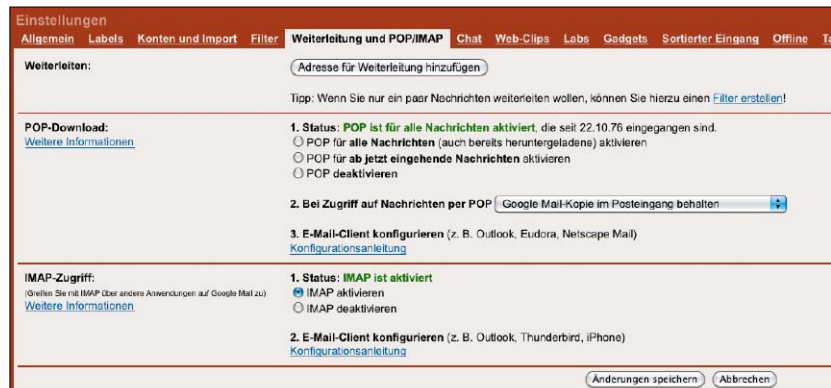 Einstellungen
Allgemein Labels Konten und Import Filter Weiterleitung und POP/IMAP Chat Web-Clips Labs Gadgets Sortierter Eingang Offline
Weiterleiten: Adresse für Weiterleitung hinzufügen
Tipp: Wenn Sie nur ein paar Nachrichten weiterleiten wollen, können Sie hierzu einen Filter erstellen!
POP-Download: 1. Status: POP ist für alle Nachrichten aktiviert, die seit 22.10.76 eingegangen sind.
Weitere Informationen POP für alle Nachrichten (auch bereits heruntergeladene) aktivieren
POP für ab jetzt eingehende Nachrichten aktivieren
POP deaktivieren
2. Bei Zugriff auf Nachrichten per POP Google Mail-Kopie im Posteingang behalten
3. E-Mail-Client konfigurieren (z. B. Outlook, Eudora, Netscape Mail)
Konfigurationsanleitung
IMAP-Zugriff: 1. Status: IMAP ist aktiviert
(Greifen Sie mit IMAP über andere Anwendungen auf Google Mail zu) IMAP aktivieren
Weitere Informationen IMAP deaktivieren
2. E-Mail-Client konfigurieren (z. B. Outlook, Thunderbird, iPhone)
Konfigurationsanleitung
Änderungen speichern Abbrechen